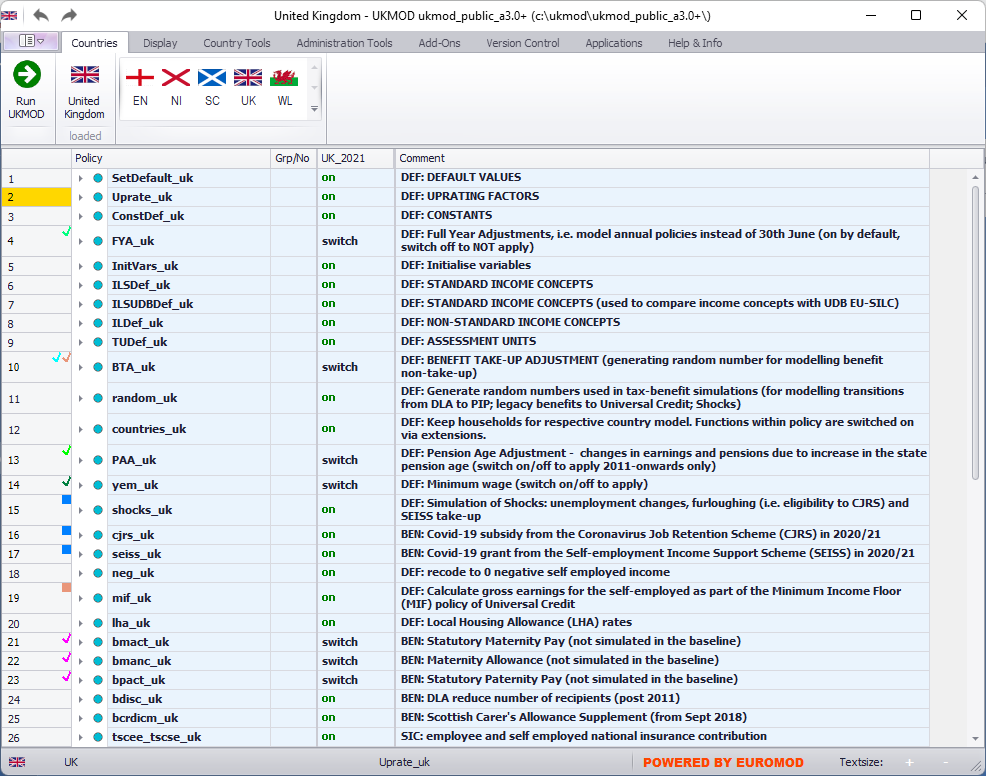 United Kingdom - UKMOD ukmod_public_a3.0+ (c:\ukmod\ukmod_public_a3.0+\)
Countries Display Country Tools Administration Tools Add-Ons Version Control Applications Help & Info
Run UKMOD
United Kingdom
EN NI SC UK WL
loaded
Policy Grp/No UK_2021 Comment
1 SetDefault_uk on DEF: DEFAULT VALUES
2 Uprate_uk on DEF: UPRATING FACTORS
3 ConstDef_uk on DEF: CONSTANTS
4 FYA_uk switch DEF: Full Year Adjustments, i.e. model annual policies instead of 30th June (on by default,
switch off to NOT apply)
5 InitVars_uk on DEF: Initialise variables
6 ILSDef_uk on DEF: STANDARD INCOME CONCEPTS
7 ILSUDBDef_uk on DEF: STANDARD INCOME CONCEPTS (used to compare income concepts with UDB EU-SILC)
8 ILDef_uk on DEF: NON-STANDARD INCOME CONCEPTS
9 TUDef_uk on DEF: ASSESSMENT UNITS
10 BTA_uk switch DEF: BENEFIT TAKE-UP ADJUSTMENT (generating random number for modelling benefit
non-take-up)
11 random_uk on DEF: Generate random numbers used in tax-benefit simulations (for modelling transitions
from DLA to PIP; legacy benefits to Universal Credit; Shocks)
12 countries_uk on DEF: Keep households for respective country model. Functions within policy are switched on
via extensions.
13 PAA_uk switch DEF: Pension Age Adjustment - changes in earnings and pensions due to increase in the state
pension age (switch on/off to apply 2011-onwards only)
14 yem_uk switch DEF: Minimum wage (switch on/off to apply)
15 shocks_uk on DEF: Simulation of Shocks: unemployment changes, furloughing (i.e. eligibility to CJRS) and
SEISS take-up
16 cjrs_uk on BEN: Covid-19 subsidy from the Coronavirus Job Retention Scheme (CJRS) in 2020/21
17 seiss_uk on BEN: Covid-19 grant from the Self-employment Income Support Scheme (SEISS) in 2020/21
18 neg_uk on DEF: recode to 0 negative self employed income
19 mif_uk on DEF: Calculate gross earnings for the self-employed as part of the Minimum Income Floor
(MIF) policy of Universal Credit
20 lha_uk on DEF: Local Housing Allowance (LHA) rates
21 bmact_uk switch BEN: Statutory Maternity Pay (not simulated in the baseline)
22 bmanc_uk switch BEN: Maternity Allowance (not simulated in the baseline)
23 bpact_uk switch BEN: Statutory Paternity Pay (not simulated in the baseline)
24 bdisc_uk on BEN: DLA reduce number of recipients (post 2011)
25 bcrdicm_uk on BEN: Scottish Carer's Allowance Supplement (from Sept 2018)
26 tscee_tscse_uk on SIC: employee and self employed national insurance contribution
UK Uprate_uk POWERED BY EUROMOD Textsize: + -